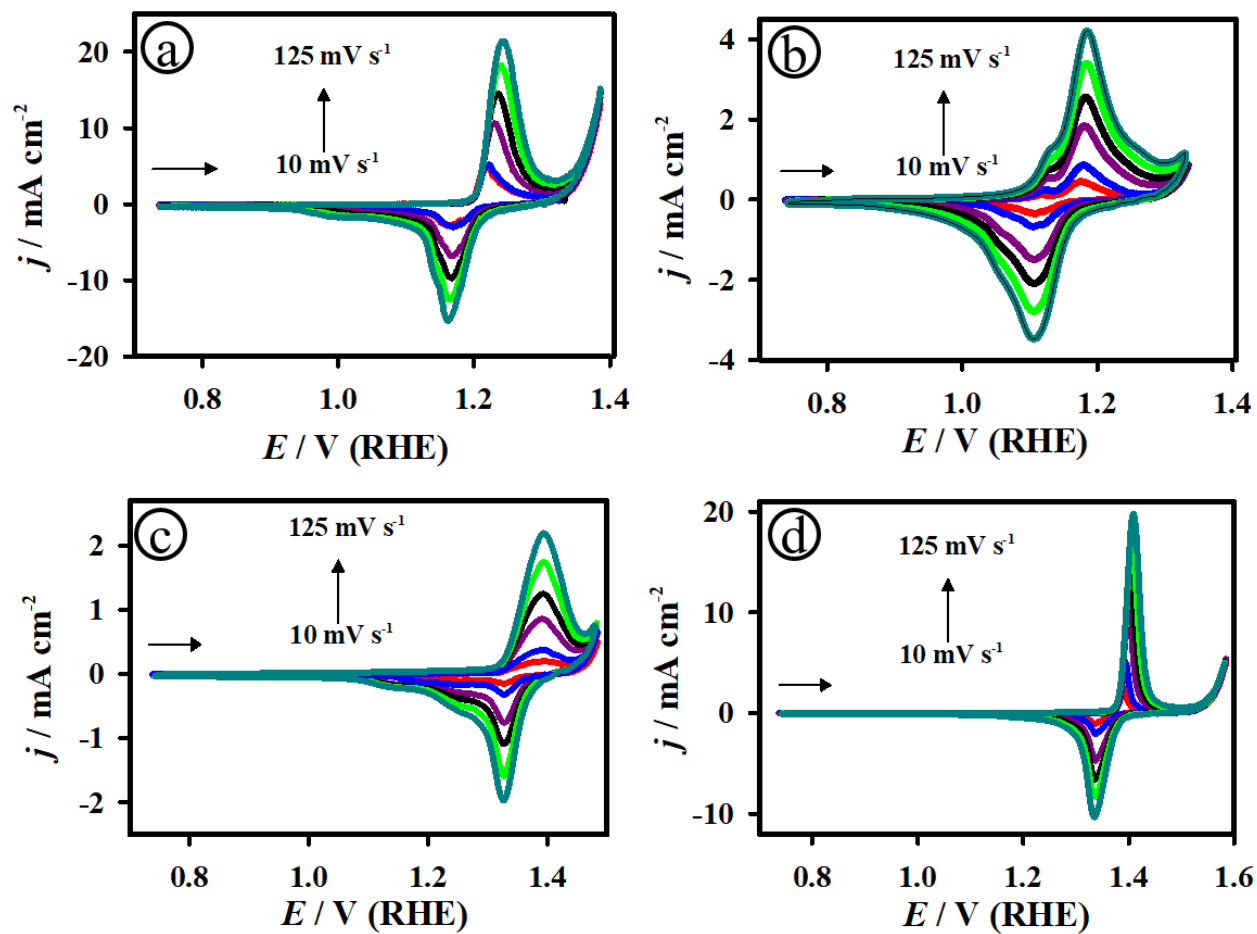 a
125 mV s⁻¹
10 mV s⁻¹
20
10
0
-10
-20
0.8 1.0 1.2 1.4
j / mA cm⁻²
E / V (RHE)
b
125 mV s⁻¹
10 mV s⁻¹
4
2
0
-2
-4
0.8 1.0 1.2 1.4
j / mA cm⁻²
E / V (RHE)
c
125 mV s⁻¹
10 mV s⁻¹
2
1
0
-1
-2
0.8 1.0 1.2 1.4
j / mA cm⁻²
E / V (RHE)
d
125 mV s⁻¹
10 mV s⁻¹
20
10
0
-10
0.8 1.0 1.2 1.4 1.6
j / mA cm⁻²
E / V (RHE)